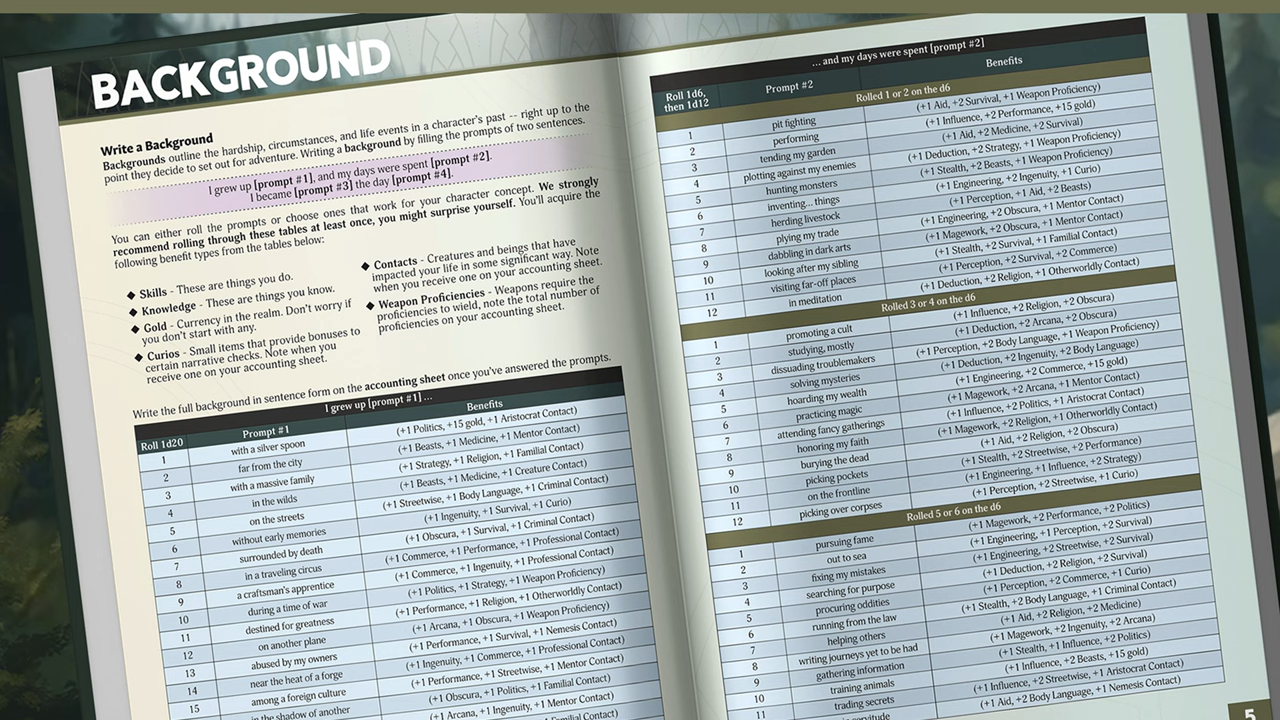 BACKGROUND
Write a Background
Backgrounds outline the hardship, circumstances, and life events in a character's past -- right up to the
point they decide to set out for adventure. Writing a background by filling the prompts of two sentences.
I grew up [prompt #1], and my days were spent [prompt #2].
I became [prompt #3] the day [prompt #4].
You can either roll the prompts or choose ones that work for your character concept. We strongly
recommend rolling through these tables at least once, you might surprise yourself. You'll acquire the
following benefit types from the tables below:
◆ Skills - These are things you do.
◆ Knowledge - These are things you know.
◆ Gold - Currency in the realm. Don't worry if
you don't start with any.
◆ Curios - Small items that provide bonuses to
certain narrative checks. Note when you
receive one on your accounting sheet.
◆ Contacts - Creatures and beings that have
impacted your life in some significant way. Note
when you receive one on your accounting sheet.
◆ Weapon Proficiencies - Weapons require the
proficiencies to wield, note the total number of
proficiencies on your accounting sheet.
Write the full background in sentence form on the accounting sheet once you've answered the prompts.
I grew up [prompt #1] ...
Roll 1d20 Prompt #1 Benefits
1 with a silver spoon (+1 Politics, +15 gold, +1 Aristocrat Contact)
2 far from the city (+1 Beasts, +1 Medicine, +1 Mentor Contact)
3 with a massive family (+1 Strategy, +1 Religion, +1 Familial Contact)
4 in the wilds (+1 Beasts, +1 Medicine, +1 Creature Contact)
5 on the streets (+1 Streetwise, +1 Body Language, +1 Criminal Contact)
6 without early memories (+1 Ingenuity, +1 Survival, +1 Curio)
7 surrounded by death (+1 Obscura, +1 Survival, +1 Criminal Contact)
8 in a traveling circus (+1 Commerce, +1 Performance, +1 Professional Contact)
9 a craftsman's apprentice (+1 Commerce, +1 Ingenuity, +1 Professional Contact)
10 during a time of war (+1 Politics, +1 Strategy, +1 Weapon Proficiency)
11 destined for greatness (+1 Performance, +1 Religion, +1 Otherworldly Contact)
12 on another plane (+1 Arcana, +1 Obscura, +1 Weapon Proficiency)
13 abused by my owners (+1 Performance, +1 Survival, +1 Nemesis Contact)
14 near the heat of a forge (+1 Ingenuity, +1 Commerce, +1 Professional Contact)
15 among a foreign culture (+1 Performance, +1 Streetwise, +1 Mentor Contact)
in the shadow of another (+1 Obscura, +1 Politics, +1 Familial Contact)
(+1 Arcana, +1 Ingenuity, +1 Mentor Contact)
Familial Contact)
... and my days were spent [prompt #2]
Roll 1d6, then 1d12 Prompt #2 Benefits
Rolled 1 or 2 on the d6
1 pit fighting (+1 Aid, +2 Survival, +1 Weapon Proficiency)
2 performing (+1 Influence, +2 Performance, +15 gold)
3 tending my garden (+1 Aid, +2 Medicine, +2 Survival)
4 plotting against my enemies (+1 Deduction, +2 Strategy, +1 Weapon Proficiency)
5 hunting monsters (+1 Stealth, +2 Beasts, +1 Weapon Proficiency)
6 inventing... things (+1 Engineering, +2 Ingenuity, +1 Curio)
7 herding livestock (+1 Perception, +1 Aid, +2 Beasts)
8 plying my trade (+1 Engineering, +2 Obscura, +1 Mentor Contact)
9 dabbling in dark arts (+1 Magework, +2 Obscura, +1 Mentor Contact)
10 looking after my sibling (+1 Stealth, +2 Survival, +1 Familial Contact)
11 visiting far-off places (+1 Perception, +2 Survival, +2 Commerce)
12 in meditation (+1 Deduction, +2 Religion, +1 Otherworldly Contact)
Rolled 3 or 4 on the d6
1 promoting a cult (+1 Influence, +2 Religion, +2 Obscura)
2 studying, mostly (+1 Deduction, +2 Arcana, +2 Obscura)
3 dissuading troublemakers (+1 Perception, +2 Body Language, +1 Weapon Proficiency)
4 solving mysteries (+1 Deduction, +2 Ingenuity, +2 Body Language)
5 hoarding my wealth (+1 Engineering, +2 Commerce, +15 gold)
6 practicing magic (+1 Magework, +2 Arcana, +1 Mentor Contact)
7 attending fancy gatherings (+1 Influence, +2 Politics, +1 Aristocrat Contact)
8 honoring my faith (+1 Magework, +2 Religion, +1 Otherworldly Contact)
9 burying the dead (+1 Aid, +2 Religion, +2 Obscura)
10 picking pockets (+1 Stealth, +2 Streetwise, +2 Performance)
11 on the frontline (+1 Engineering, +1 Influence, +2 Strategy)
12 picking over corpses (+1 Perception, +2 Streetwise, +1 Curio)
Rolled 5 or 6 on the d6
1 pursuing fame (+1 Magework, +2 Performance, +2 Politics)
2 out to sea (+1 Engineering, +1 Perception, +2 Survival)
3 fixing my mistakes (+1 Engineering, +2 Streetwise, +2 Survival)
4 searching for purpose (+1 Deduction, +2 Religion, +2 Survival)
5 procuring oddities (+1 Perception, +2 Commerce, +1 Curio)
6 running from the law (+1 Stealth, +2 Body Language, +1 Criminal Contact)
7 helping others (+1 Aid, +2 Religion, +2 Medicine)
8 writing journeys yet to be had (+1 Magework, +2 Ingenuity, +2 Arcana)
9 gathering information (+1 Stealth, +1 Influence, +2 Politics)
10 training animals (+1 Influence, +2 Beasts, +15 gold)
11 trading secrets (+1 Influence, +2 Streetwise, +1 Aristocrat Contact)
servitude (+1 Aid, +2 Body Language, +1 Nemesis Contact)
5